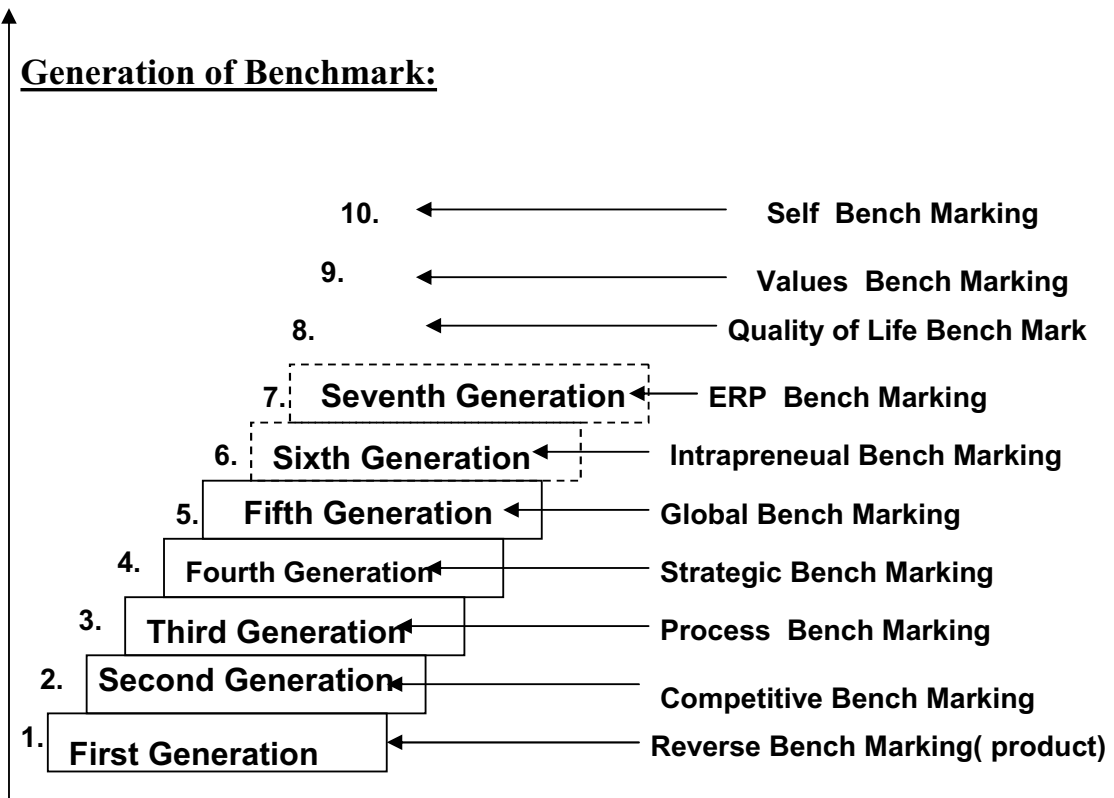 Generation of Benchmark:
10. Self Bench Marking
9. Values Bench Marking
8. Quality of Life Bench Mark
7. Seventh Generation ERP Bench Marking
6. Sixth Generation Intrapreneual Bench Marking
5. Fifth Generation Global Bench Marking
4. Fourth Generation Strategic Bench Marking
3. Third Generation Process Bench Marking
2. Second Generation Competitive Bench Marking
1. First Generation Reverse Bench Marking( product)